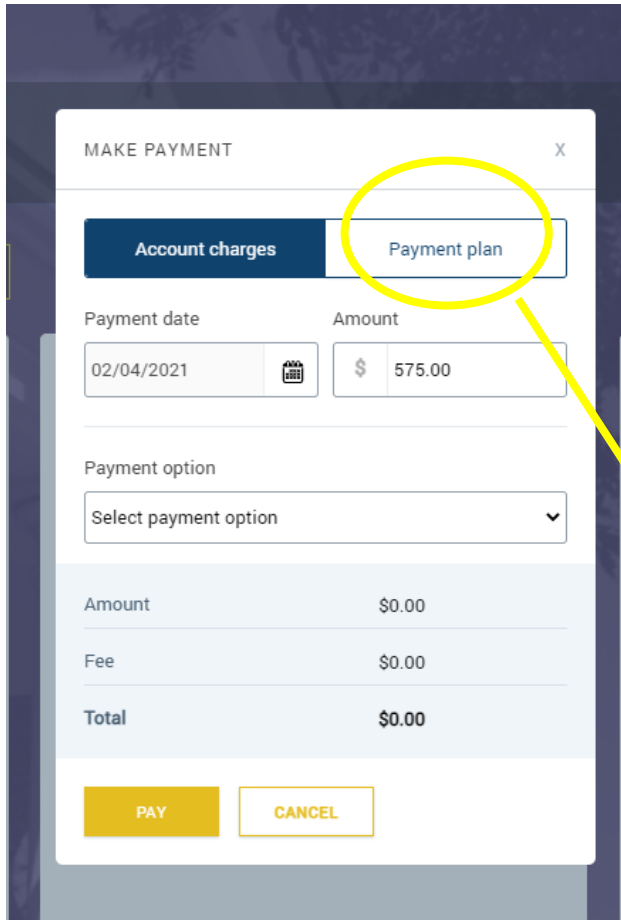 MAKE PAYMENT X
Account charges Payment plan
Payment date Amount
02/04/2021 $ 575.00
Payment option
Select payment option
Amount $0.00
Fee $0.00
Total $0.00
PAY CANCEL